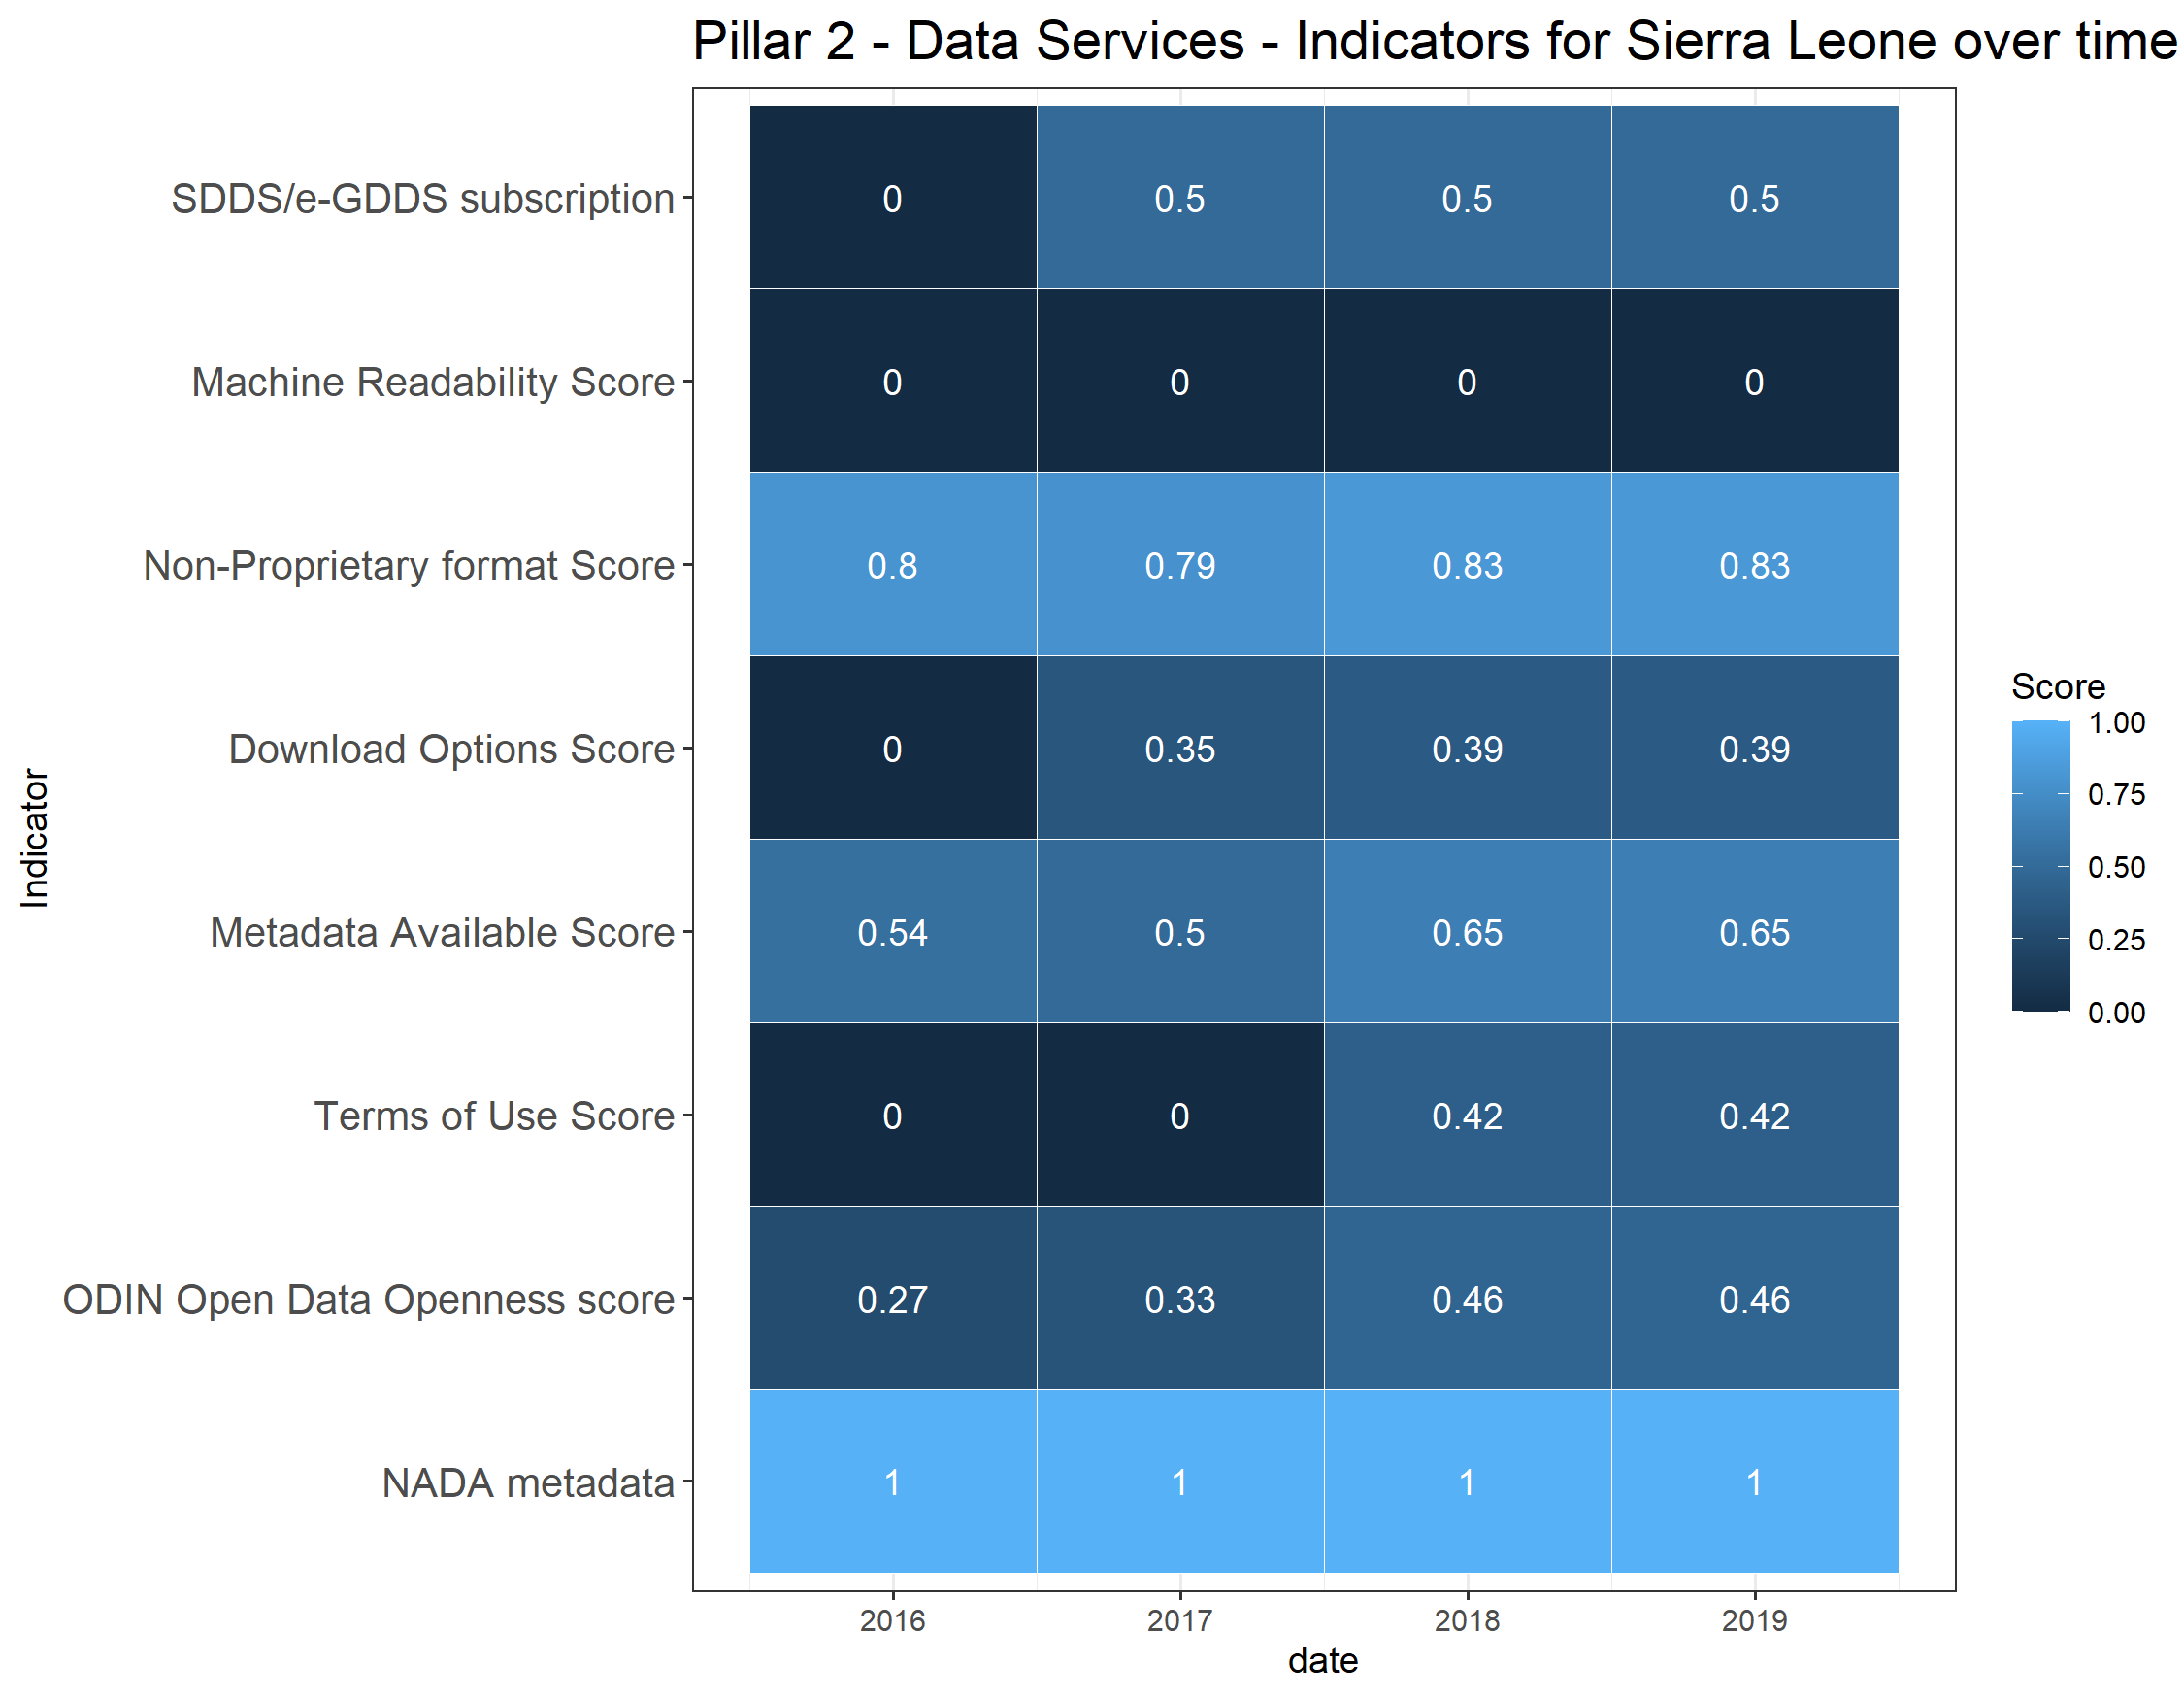 Pillar 2 - Data Services - Indicators for Sierra Leone over time
SDDS/e-GDDS subscription 0 0.5 0.5 0.5
Machine Readability Score 0 0 0 0
Non-Proprietary format Score 0.8 0.79 0.83 0.83
Download Options Score 0 0.35 0.39 0.39
Metadata Available Score 0.54 0.5 0.65 0.65
Terms of Use Score 0 0 0.42 0.42
ODIN Open Data Openness score 0.27 0.33 0.46 0.46
NADA metadata 1 1 1 1
2016 2017 2018 2019
date
Indicator
Score
1.00
0.75
0.50
0.25
0.00